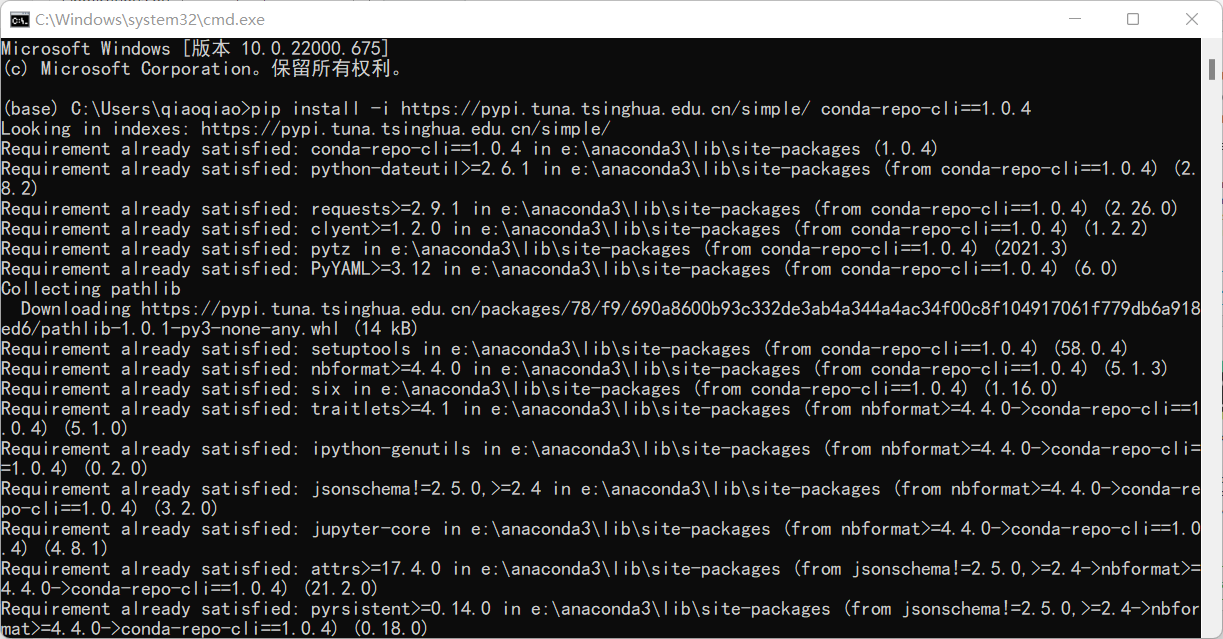 C:\Windows\system32\cmd.exe
Microsoft Windows [版本 10.0.22000.675]
(c) Microsoft Corporation。保留所有权利。
(base) C:\Users\qiaoqiao>pip install -i https://pypi.tuna.tsinghua.edu.cn/simple/ conda-repo-cli==1.0.4
Looking in indexes: https://pypi.tuna.tsinghua.edu.cn/simple/
Requirement already satisfied: conda-repo-cli==1.0.4 in e:\anaconda3\lib\site-packages (1.0.4)
Requirement already satisfied: python-dateutil>=2.6.1 in e:\anaconda3\lib\site-packages (from conda-repo-cli==1.0.4) (2.
8.2)
Requirement already satisfied: requests>=2.9.1 in e:\anaconda3\lib\site-packages (from conda-repo-cli==1.0.4) (2.26.0)
Requirement already satisfied: clyent>=1.2.0 in e:\anaconda3\lib\site-packages (from conda-repo-cli==1.0.4) (1.2.2)
Requirement already satisfied: pytz in e:\anaconda3\lib\site-packages (from conda-repo-cli==1.0.4) (2021.3)
Requirement already satisfied: PyYAML>=3.12 in e:\anaconda3\lib\site-packages (from conda-repo-cli==1.0.4) (6.0)
Collecting pathlib
  Downloading https://pypi.tuna.tsinghua.edu.cn/packages/78/f9/690a8600b93c332de3ab4a344a4ac34f00c8f104917061f779db6a918
ed6/pathlib-1.0.1-py3-none-any.whl (14 kB)
Requirement already satisfied: setuptools in e:\anaconda3\lib\site-packages (from conda-repo-cli==1.0.4) (58.0.4)
Requirement already satisfied: nbformat>=4.4.0 in e:\anaconda3\lib\site-packages (from conda-repo-cli==1.0.4) (5.1.3)
Requirement already satisfied: six in e:\anaconda3\lib\site-packages (from conda-repo-cli==1.0.4) (1.16.0)
Requirement already satisfied: traitlets>=4.1 in e:\anaconda3\lib\site-packages (from nbformat>=4.4.0->conda-repo-cli==1
.0.4) (5.1.0)
Requirement already satisfied: ipython-genutils in e:\anaconda3\lib\site-packages (from nbformat>=4.4.0->conda-repo-cli=
=1.0.4) (0.2.0)
Requirement already satisfied: jsonschema!=2.5.0,>=2.4 in e:\anaconda3\lib\site-packages (from nbformat>=4.4.0->conda-re
po-cli==1.0.4) (3.2.0)
Requirement already satisfied: jupyter-core in e:\anaconda3\lib\site-packages (from nbformat>=4.4.0->conda-repo-cli==1.0
.4) (4.8.1)
Requirement already satisfied: attrs>=17.4.0 in e:\anaconda3\lib\site-packages (from jsonschema!=2.5.0,>=2.4->nbformat>=
4.4.0->conda-repo-cli==1.0.4) (21.2.0)
Requirement already satisfied: pyrsistent>=0.14.0 in e:\anaconda3\lib\site-packages (from jsonschema!=2.5.0,>=2.4->nbfor
mat>=4.4.0->conda-repo-cli==1.0.4) (0.18.0)